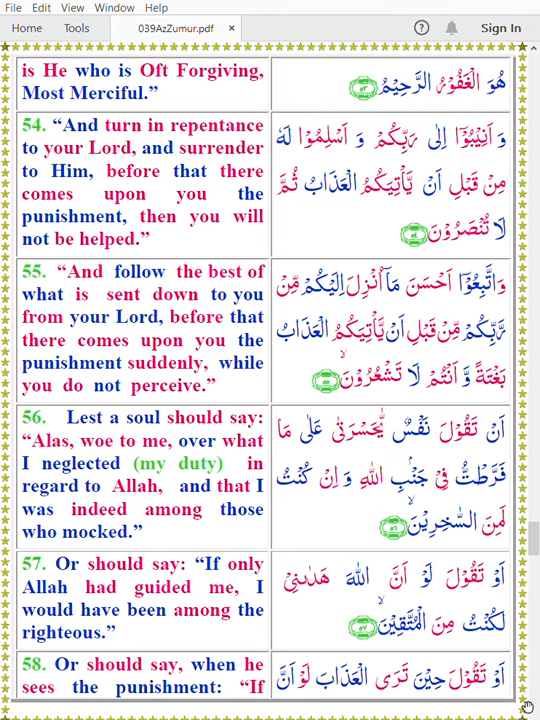 File Edit View Window Help
Home Tools 039AzZumur.pdf × ? Sign In
is He who is Oft Forgiving,
Most Merciful.”
هُوَ الْغَفُوْرُ الرَّحِيْمُ ﴿۵۳﴾
54. “And turn in repentance
to your Lord, and surrender
to Him, before that there
comes upon you the
punishment, then you will
not be helped.”
وَ اَنِيْبُوْٓا اِلٰى رَبِّكُمْ وَ اَسْلِمُوْا لَهٗ
مِنْ قَبْلِ اَنْ يَّاْتِيَكُمُ الْعَذَابُ ثُمَّ
لَا تُنْصَرُوْنَ ﴿۵۴﴾
55. “And follow the best of
what is sent down to you
from your Lord, before that
there comes upon you the
punishment suddenly, while
you do not perceive.”
وَاتَّبِعُوْٓا اَحْسَنَ مَاۤ اُنْزِلَ اِلَيْكُمْ مِّنْ
رَّبِّكُمْ مِّنْ قَبْلِ اَنْ يَّاْتِيَكُمُ الْعَذَابُ
بَغْتَةً وَّ اَنْتُمْ لَا تَشْعُرُوْنَ ۙ﴿۵۵﴾
56. Lest a soul should say:
“Alas, woe to me, over what
I neglected (my duty) in
regard to Allah, and that I
was indeed among those
who mocked.”
اَنْ تَقُوْلَ نَفْسٌ يّٰحَسْرَتٰى عَلٰى مَا
فَرَّطْتُّ فِيْ جَنْۢبِ اللّٰهِ وَ اِنْ كُنْتُ
لَمِنَ السّٰخِرِيْنَ ۙ﴿۵۶﴾
57. Or should say: “If only
Allah had guided me, I
would have been among the
righteous.”
اَوْ تَقُوْلَ لَوْ اَنَّ اللّٰهَ هَدٰىنِيْ
لَكُنْتُ مِنَ الْمُتَّقِيْنَ ۙ﴿۵۷﴾
58. Or should say, when he
sees the punishment: “If
اَوْ تَقُوْلَ حِيْنَ تَرَى الْعَذَابَ لَوْ اَنَّ